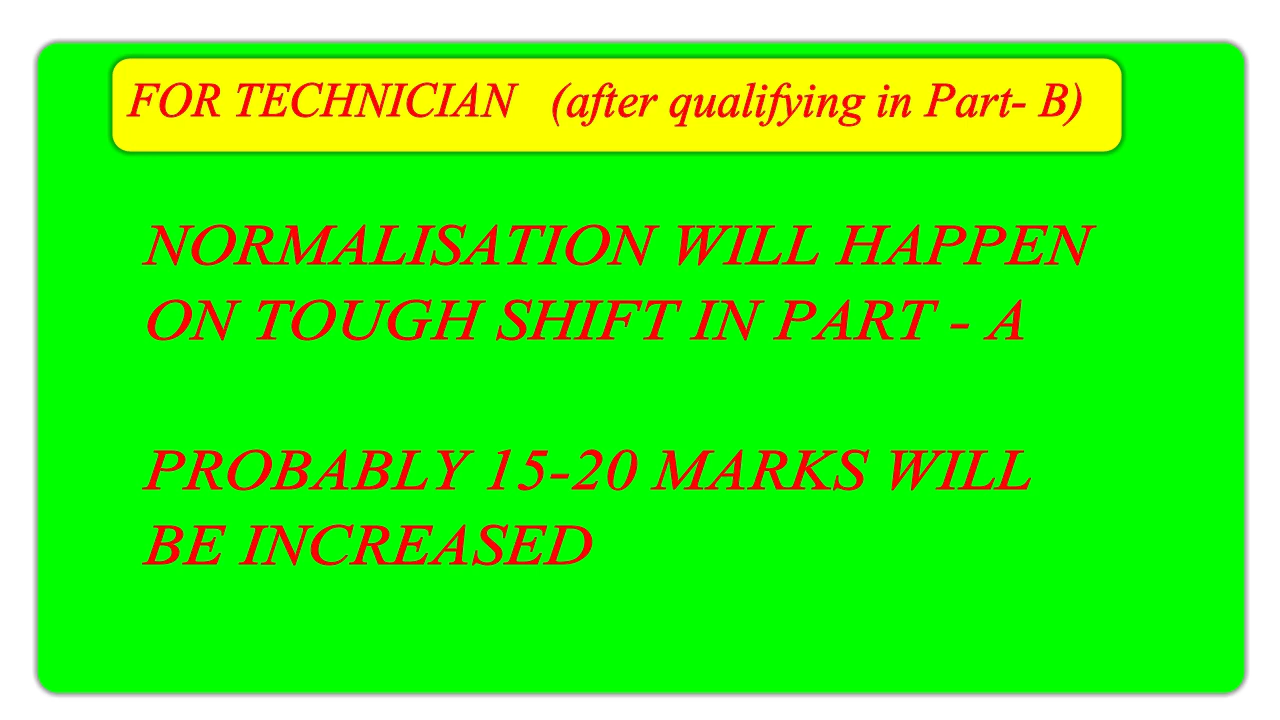 FOR TECHNICIAN (after qualifying in Part- B)
NORMALISATION WILL HAPPEN
ON TOUGH SHIFT IN PART - A
PROBABLY 15-20 MARKS WILL
BE INCREASED